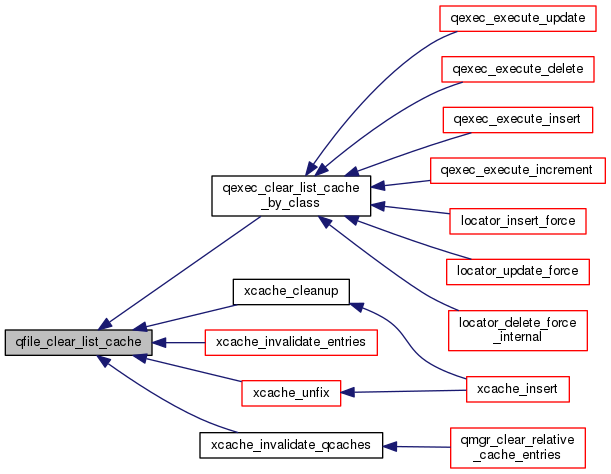 qexec_execute_update
qexec_execute_delete
qexec_execute_insert
qexec_execute_increment
qexec_clear_list_cache
_by_class
locator_insert_force
locator_update_force
xcache_cleanup
locator_delete_force
_internal
qfile_clear_list_cache
xcache_invalidate_entries
xcache_unfix
xcache_insert
xcache_invalidate_qcaches
qmgr_clear_relative
_cache_entries